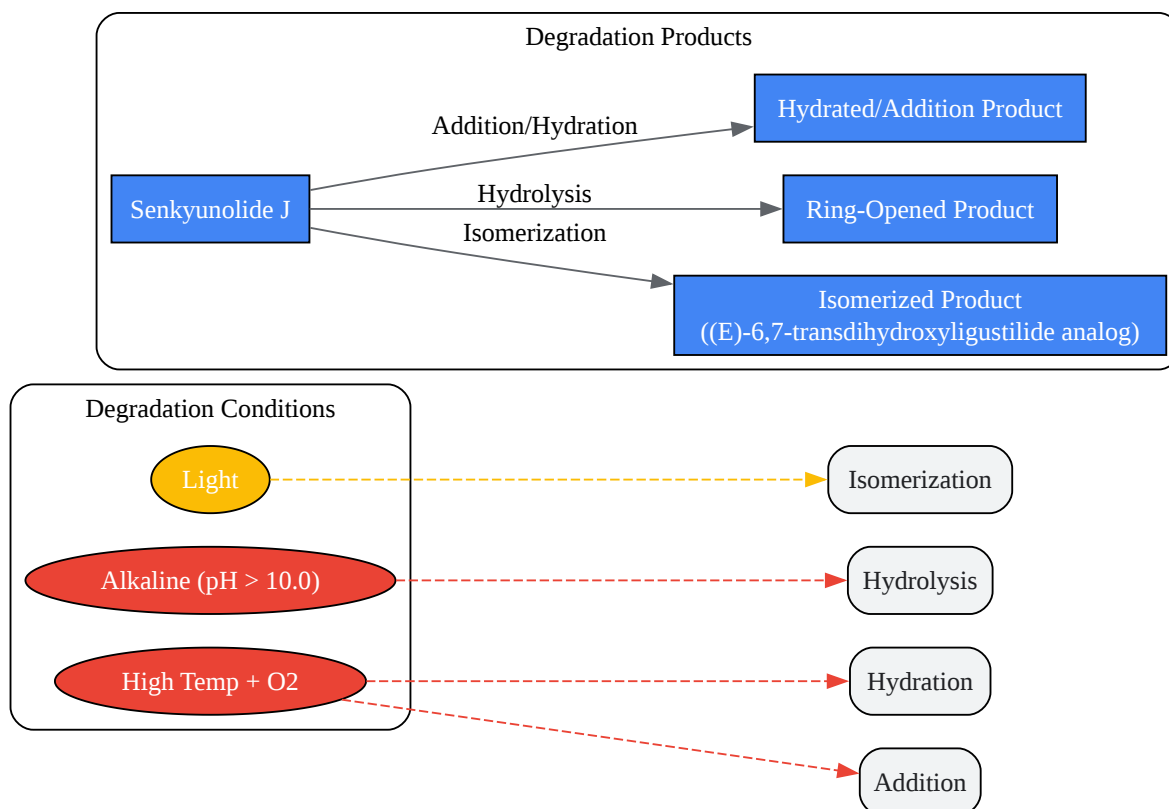 Degradation Products
Hydrated/Addition Product
Addition/Hydration
Senkyunolide J
Hydrolysis
Ring-Opened Product
Isomerization
Isomerized Product
((E)-6,7-transdihydroxyligustilide analog)
Degradation Conditions
Light
Isomerization
Alkaline (pH > 10.0)
Hydrolysis
High Temp + O2
Hydration
Addition